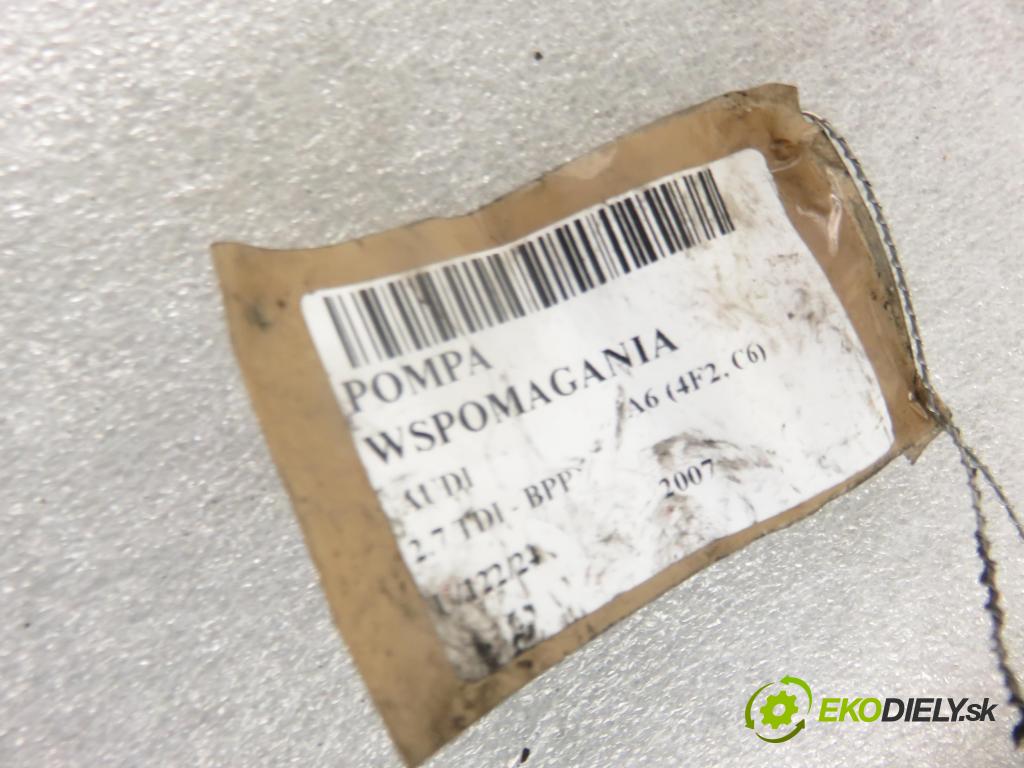 POMPA
WSPOMAGANIA
AUDI A6 (4F2, C6)
2.7 TDI - BPP 2007
EKODIELY.sk